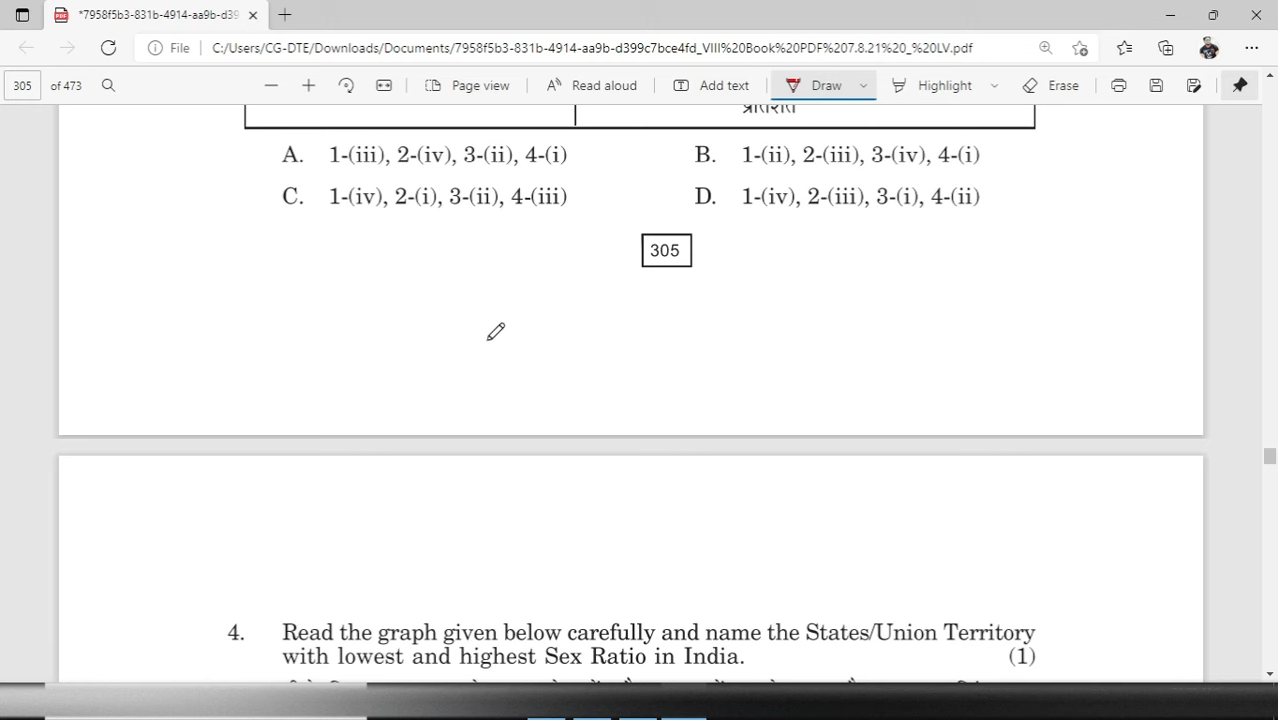 *7958f5b3-831b-4914-aa9b-d39
File C:/Users/CG-DTE/Downloads/Documents/7958f5b3-831b-4914-aa9b-d399c7bce4fd_VIII%20Book%20PDF%207.8.21%20_%20LV.pdf
305 of 473 Page view Read aloud Add text Draw Highlight Erase
A. 1-(iii), 2-(iv), 3-(ii), 4-(i) B. 1-(ii), 2-(iii), 3-(iv), 4-(i)
C. 1-(iv), 2-(i), 3-(ii), 4-(iii) D. 1-(iv), 2-(iii), 3-(i), 4-(ii)
305
4. Read the graph given below carefully and name the States/Union Territory
with lowest and highest Sex Ratio in India. (1)